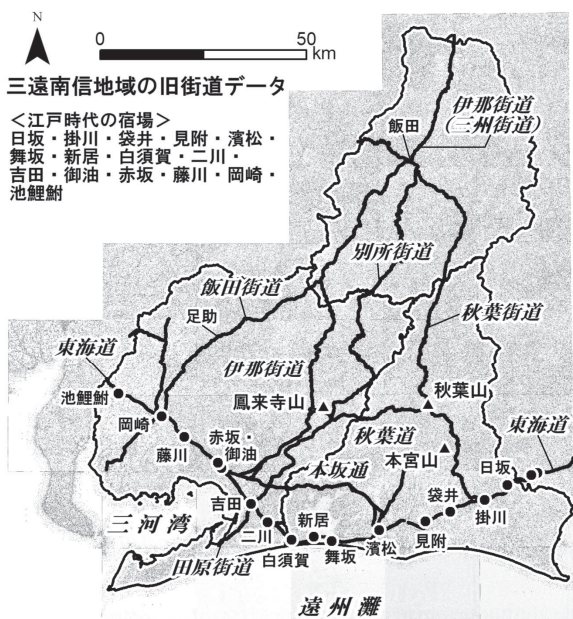 N
0
50
km
三遠南信地域の旧街道データ
＜江戸時代の宿場＞
日坂・掛川・袋井・見附・濱松・
舞坂・新居・白須賀・二川・
吉田・御油・赤坂・藤川・岡崎・
池鯉鮒
伊那街道
(三州街道)
飯田
別所街道
飯田街道
足助
秋葉街道
東海道
伊那街道
池鯉鮒
鳳来寺山
秋葉山
岡崎
藤川
赤坂・
御油
秋葉道
東海道
本宮山
本坂通
日坂
袋井
吉田
新居
掛川
三河湾
二川
見附
濱松
白須賀
舞坂
田原街道
遠州灘